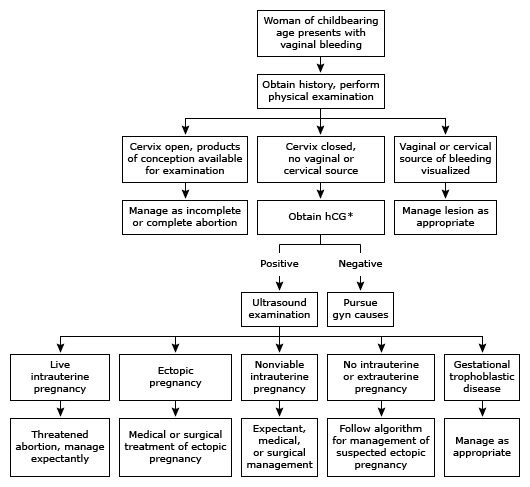 Woman of childbearing
age presents with
vaginal bleeding
Obtain history, perform
physical examination
Cervix open, products
of conception available
for examination
Cervix closed,
no vaginal or
cervical source
Vaginal or cervical
source of bleeding
visualized
Manage as incomplete
or complete abortion
Obtain hCG*
Manage lesion as
appropriate
Positive
Negative
Ultrasound
examination
Pursue
gyn causes
Live
intrauterine
pregnancy
Ectopic
pregnancy
Nonviable
intrauterine
pregnancy
No intrauterine
or extrauterine
pregnancy
Gestational
trophoblastic
disease
Threatened
abortion, manage
expectantly
Medical or surgical
treatment of ectopic
pregnancy
Expectant,
medical,
or surgical
management
Follow algorithm
for management of
suspected ectopic
pregnancy
Manage as
appropriate